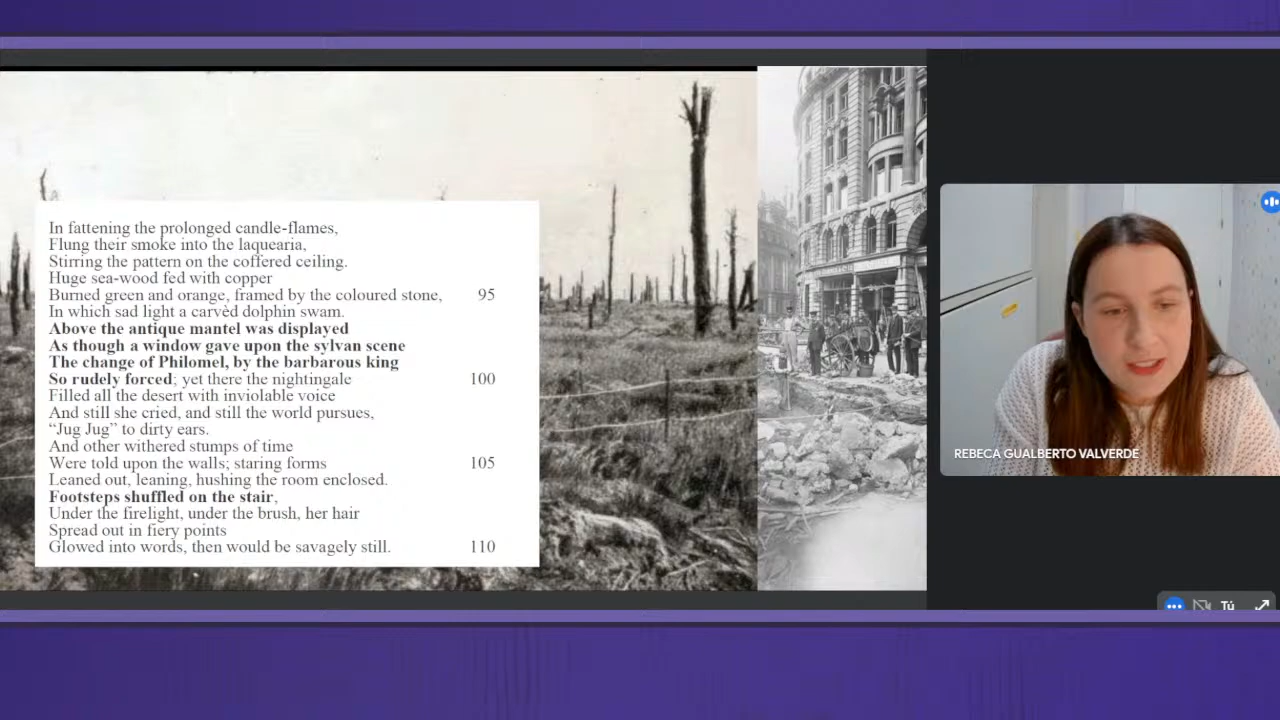 In fattening the prolonged candle-flames,
Flung their smoke into the laquearia,
Stirring the pattern on the coffered ceiling.
Huge sea-wood fed with copper
Burned green and orange, framed by the coloured stone, 95
In which sad light a carvèd dolphin swam.
Above the antique mantel was displayed
As though a window gave upon the sylvan scene
The change of Philomel, by the barbarous king
So rudely forced; yet there the nightingale 100
Filled all the desert with inviolable voice
And still she cried, and still the world pursues,
“Jug Jug” to dirty ears.
And other withered stumps of time
Were told upon the walls; staring forms 105
Leaned out, leaning, hushing the room enclosed.
Footsteps shuffled on the stair,
Under the firelight, under the brush, her hair
Spread out in fiery points
Glowed into words, then would be savagely still. 110
REBECA GUALBERTO VALVERDE
Tú